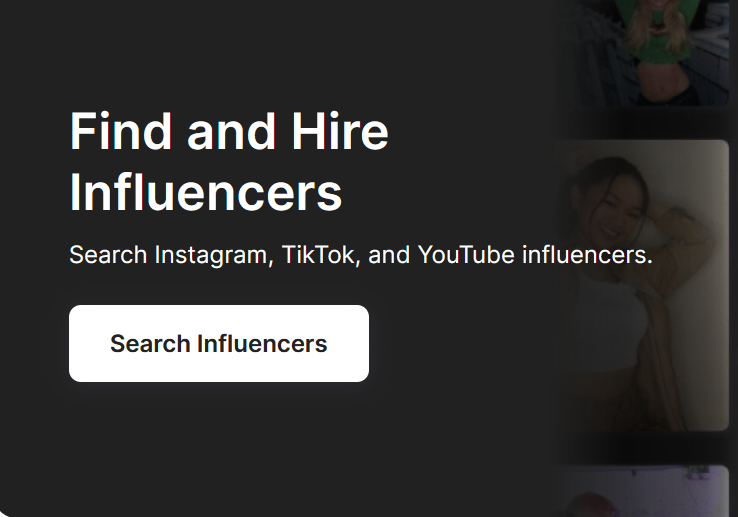 Find and Hire
Influencers
Search Instagram, TikTok, and YouTube influencers.
Search Influencers